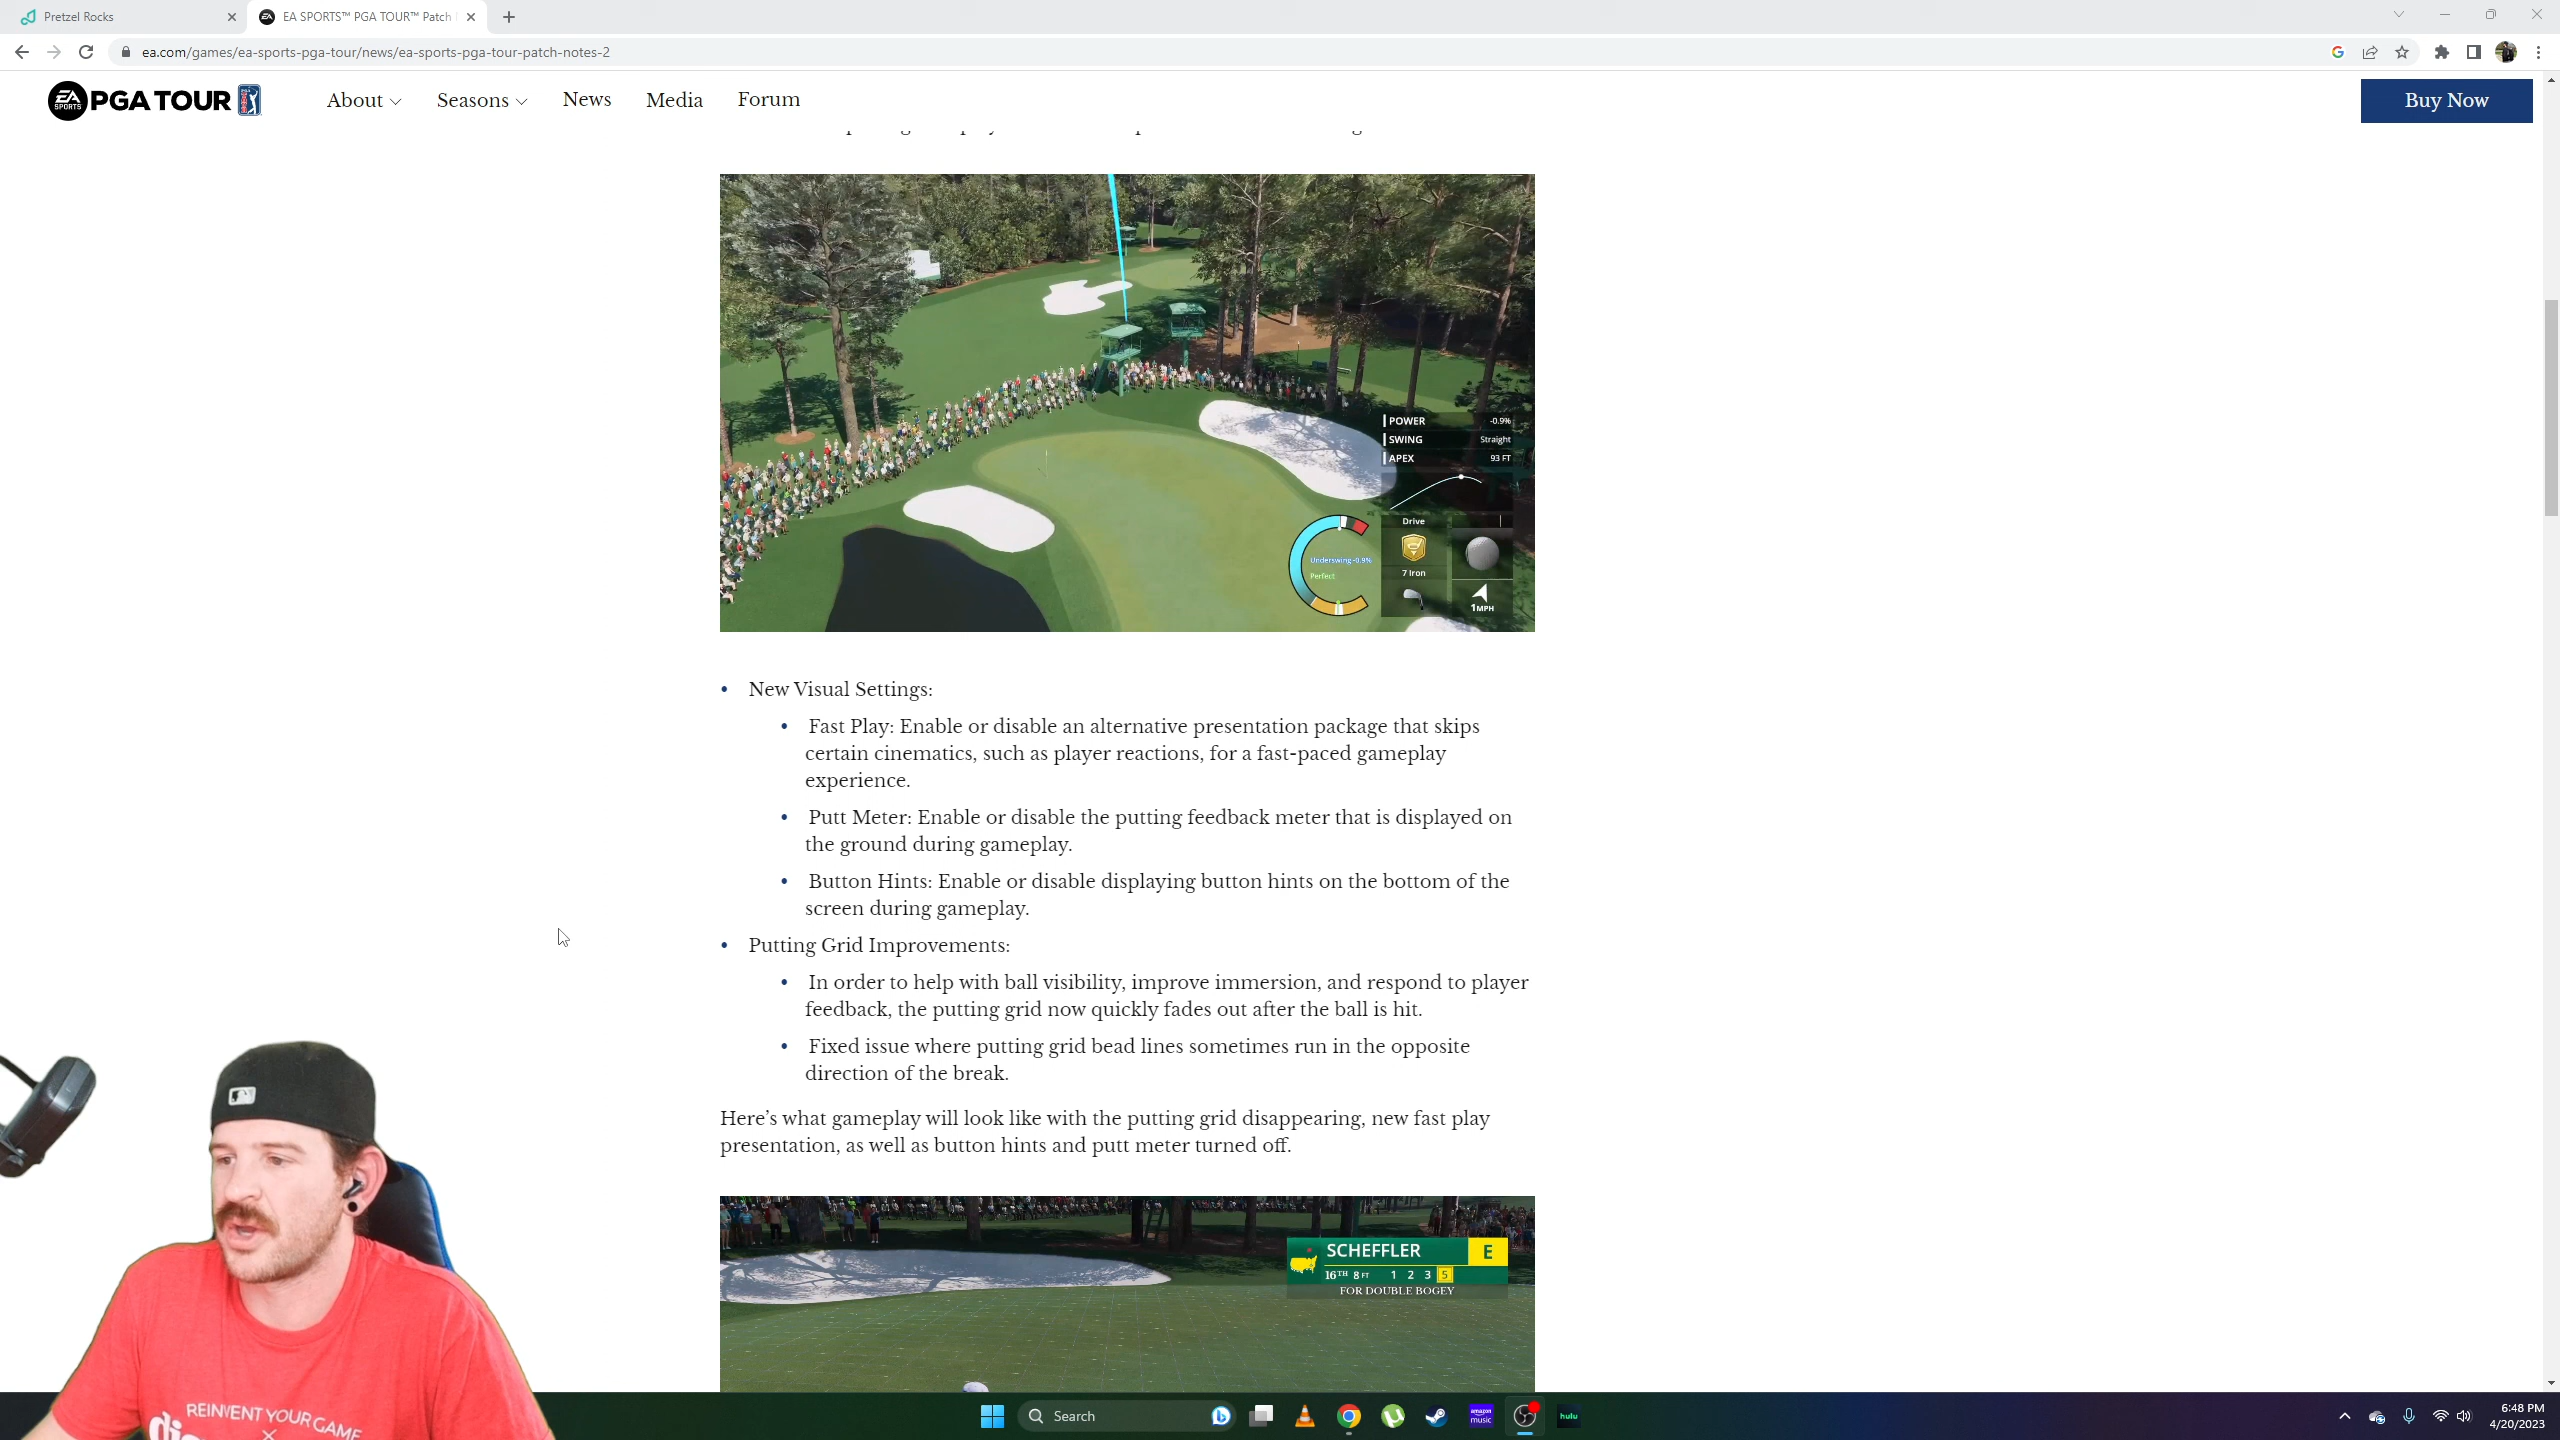 Pretzel Rocks
EA SPORTS™ PGA TOUR™ Patch
ea.com/games/ea-sports-pga-tour/news/ea-sports-pga-tour-patch-notes-2
EA SPORTS PGA TOUR
About
Seasons
News
Media
Forum
Buy Now
POWER -0.9%
SWING Straight
APEX 93 FT
Drive
Underswing -0.9%
Perfect
7 Iron
1MPH
• New Visual Settings:
• Fast Play: Enable or disable an alternative presentation package that skips
certain cinematics, such as player reactions, for a fast-paced gameplay
experience.
• Putt Meter: Enable or disable the putting feedback meter that is displayed on
the ground during gameplay.
• Button Hints: Enable or disable displaying button hints on the bottom of the
screen during gameplay.
• Putting Grid Improvements:
• In order to help with ball visibility, improve immersion, and respond to player
feedback, the putting grid now quickly fades out after the ball is hit.
• Fixed issue where putting grid bead lines sometimes run in the opposite
direction of the break.
Here’s what gameplay will look like with the putting grid disappearing, new fast play
presentation, as well as button hints and putt meter turned off.
SCHEFFLER E
16TH 8 FT 1 2 3 5
FOR DOUBLE BOGEY
REINVENT YOUR GAME
Search
amazon music
hulu
6:48 PM
4/20/2023